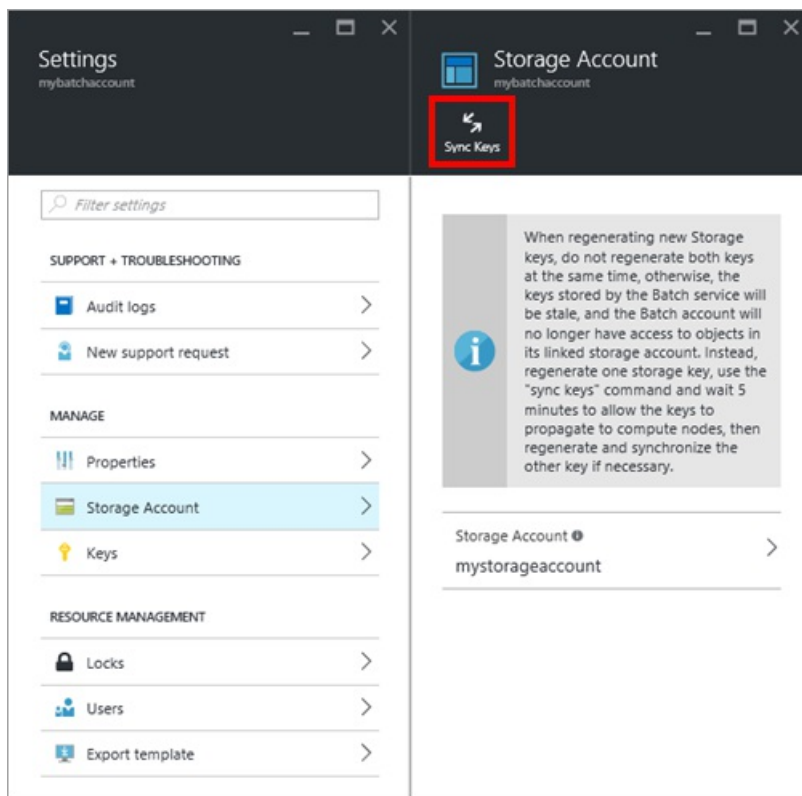 Settings
mybatchaccount
Filter settings
SUPPORT + TROUBLESHOOTING
Audit logs
New support request
MANAGE
Properties
Storage Account
Keys
RESOURCE MANAGEMENT
Locks
Users
Export template
Storage Account
mybatchaccount
Sync Keys
When regenerating new Storage
keys, do not regenerate both keys
at the same time, otherwise, the
keys stored by the Batch service will
be stale, and the Batch account will
no longer have access to objects in
its linked storage account. Instead,
regenerate one storage key, use the
"sync keys" command and wait 5
minutes to allow the keys to
propagate to compute nodes, then
regenerate and synchronize the
other key if necessary.
Storage Account
mystorageaccount